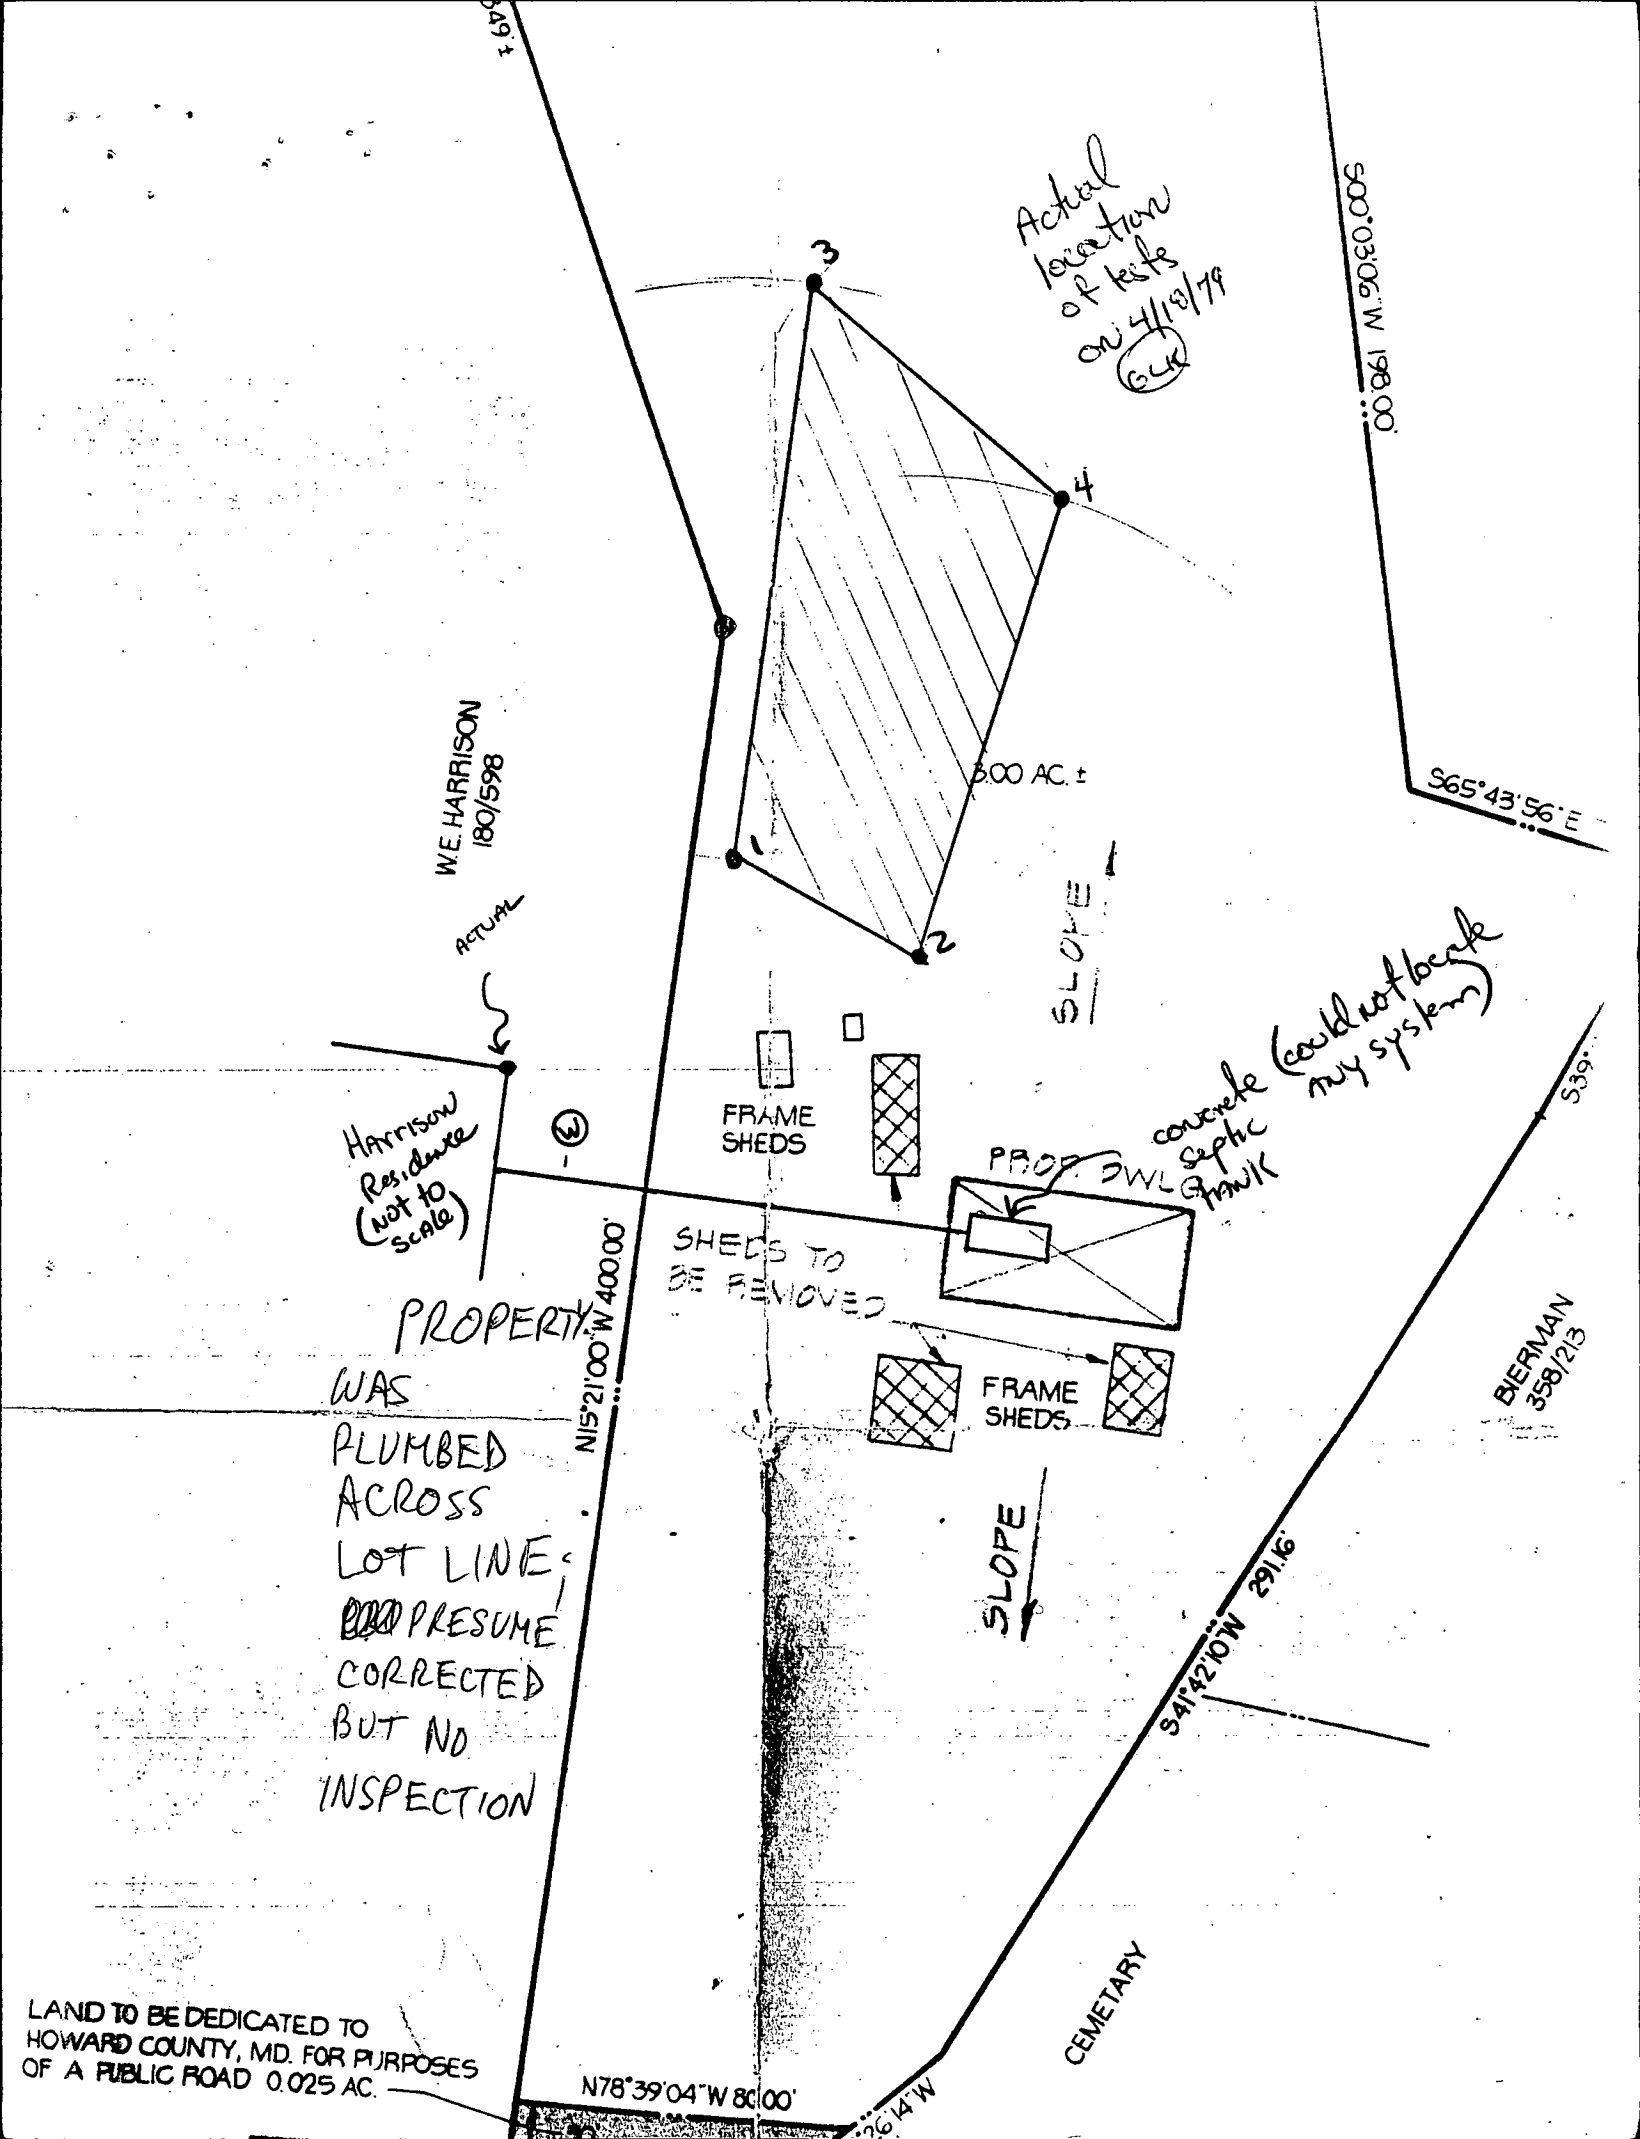 349'±
Actual
location
of tests
on 4/18/79
GLK
S00°03'06"W 198.00'
3
4
W.E. HARRISON
180/598
3.00 AC. ±
S65°43'56"E
1
2
ACTUAL
SLOPE
concrete (could not locate
septic ANY system)
TANK
S39°
Harrison
Residence
(NOT to
SCALE)
W
FRAME
SHEDS
PROP. DWLG
SHEDS TO
BE REMOVED
N15°21'00"W 400.00'
PROPERTY
WAS
PLUMBED
ACROSS
LOT LINE;
PRESUME
CORRECTED
BUT NO
INSPECTION
FRAME
SHEDS
BIERMAN
358/213
SLOPE
S41°42'10"W 291.16'
CEMETARY
LAND TO BE DEDICATED TO
HOWARD COUNTY, MD. FOR PURPOSES
OF A PUBLIC ROAD 0.025 AC.
N78°39'04"W 80.00'
°26'14"W